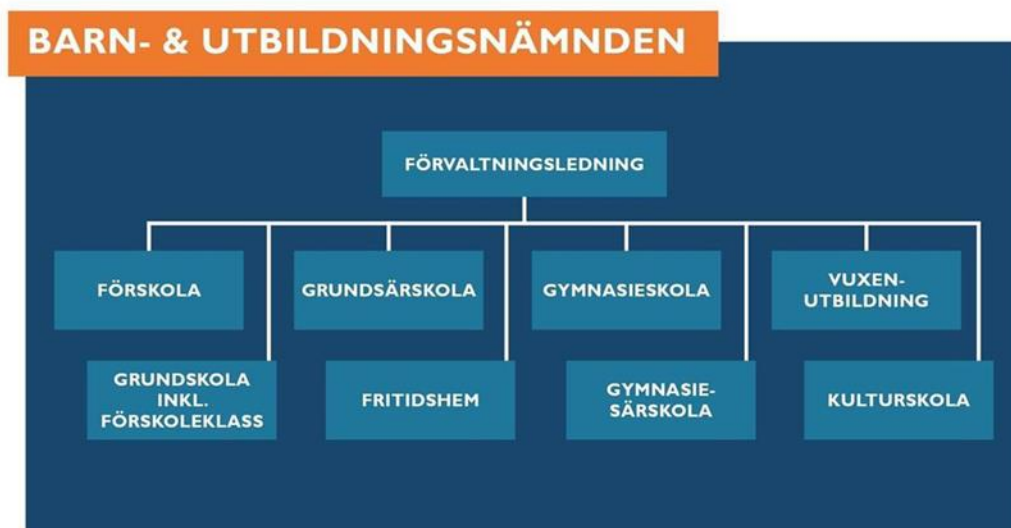 BARN- & UTBILDNINGSNÄMNDEN
FÖRVALTNINGSLEDNING
FÖRSKOLA
GRUNDSÄRSKOLA
GYMNASIESKOLA
VUXEN-
UTBILDNING
GRUNDSKOLA
INKL.
FÖRSKOLEKLASS
FRITIDSHEM
GYMNASIE-
SÄRSKOLA
KULTURSKOLA